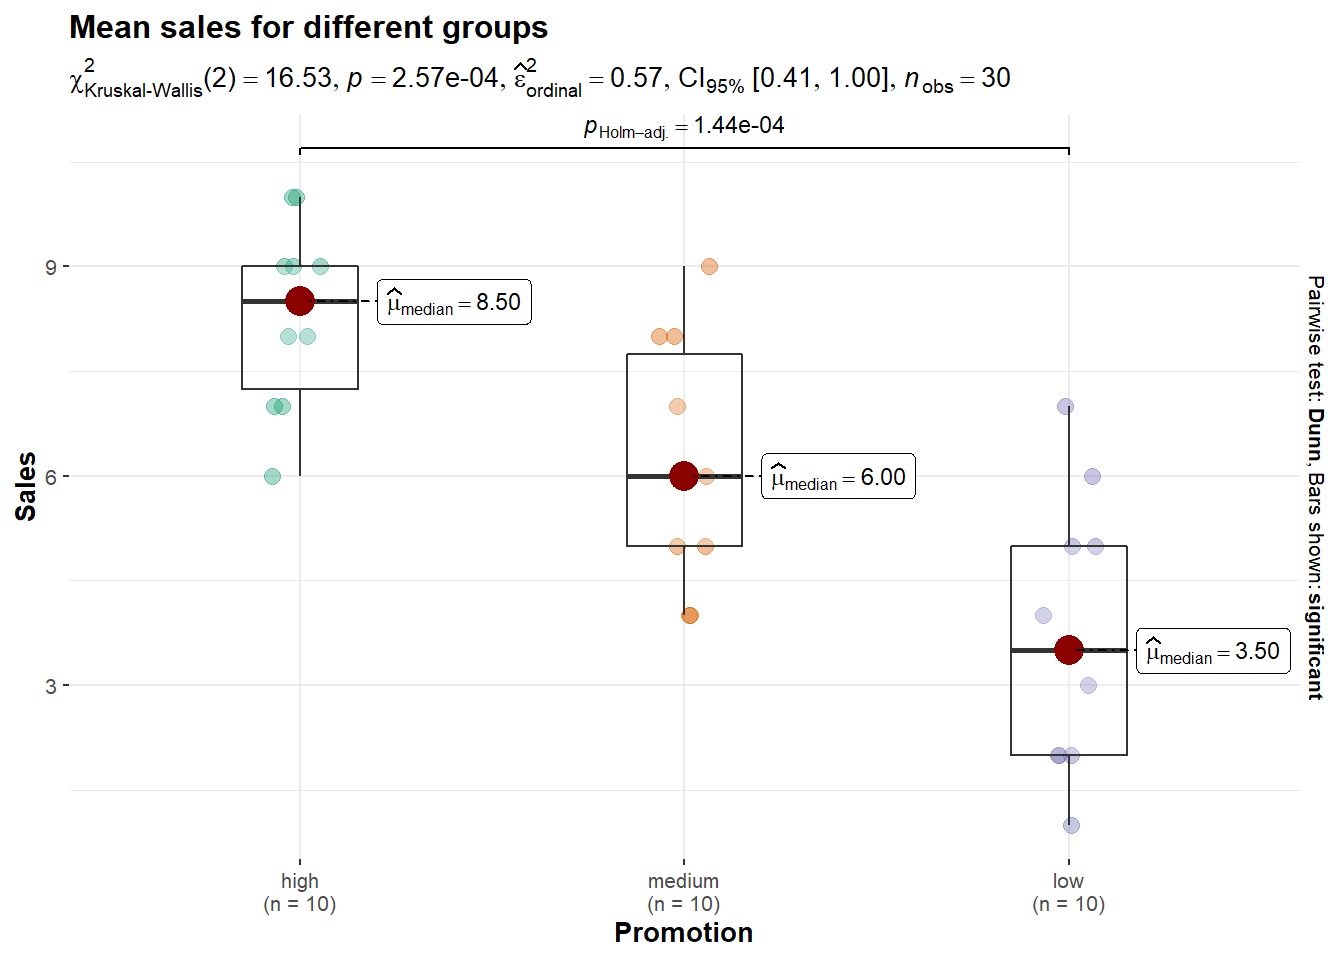 Mean sales for different groups
χ²Kruskal-Wallis(2) = 16.53, p = 2.57e-04, ε̂²ordinal = 0.57, CI95% [0.41, 1.00], nobs = 30
pHolm−adj. = 1.44e-04
μ̂median = 8.50
μ̂median = 6.00
μ̂median = 3.50
9
6
3
Sales
high
(n = 10)
medium
(n = 10)
low
(n = 10)
Promotion
Pairwise test: Dunn, Bars shown: significant